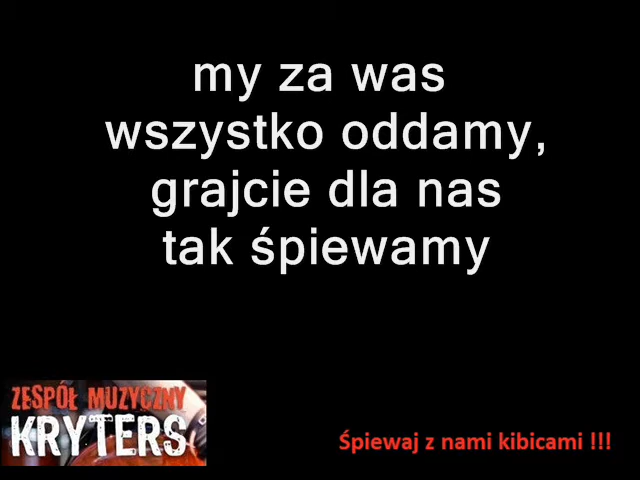 my za was
wszystko oddamy,
grajcie dla nas
tak śpiewamy
ZESPÓŁ MUZYCZNY
KRYTERS
Śpiewaj z nami kibicami !!!